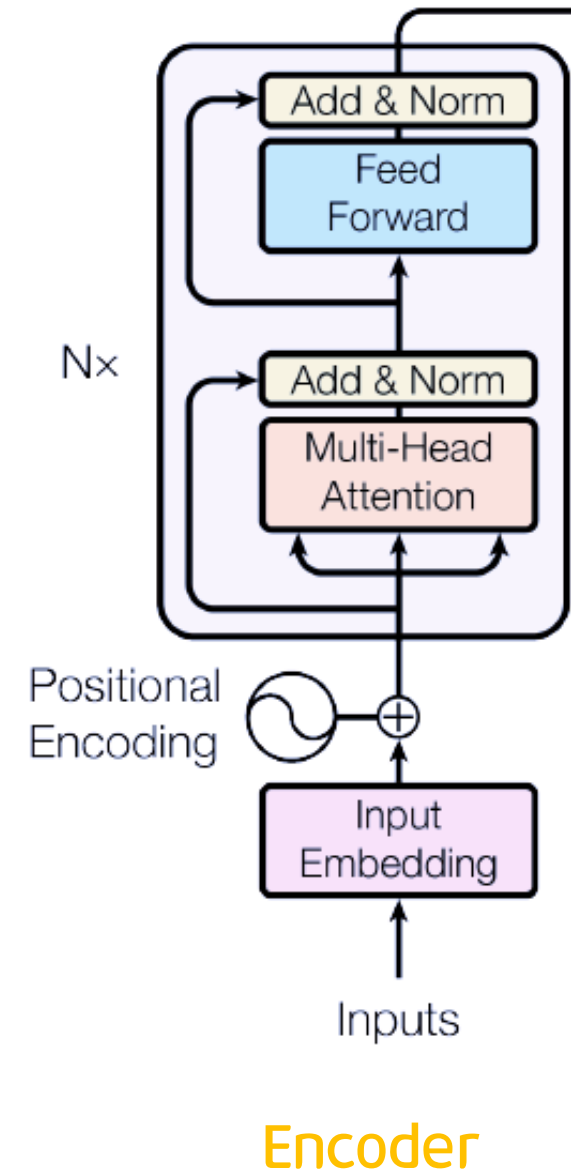 Add & Norm
Feed
Forward
Nx
Add & Norm
Multi-Head
Attention
Positional
Encoding
Input
Embedding
Inputs
Encoder